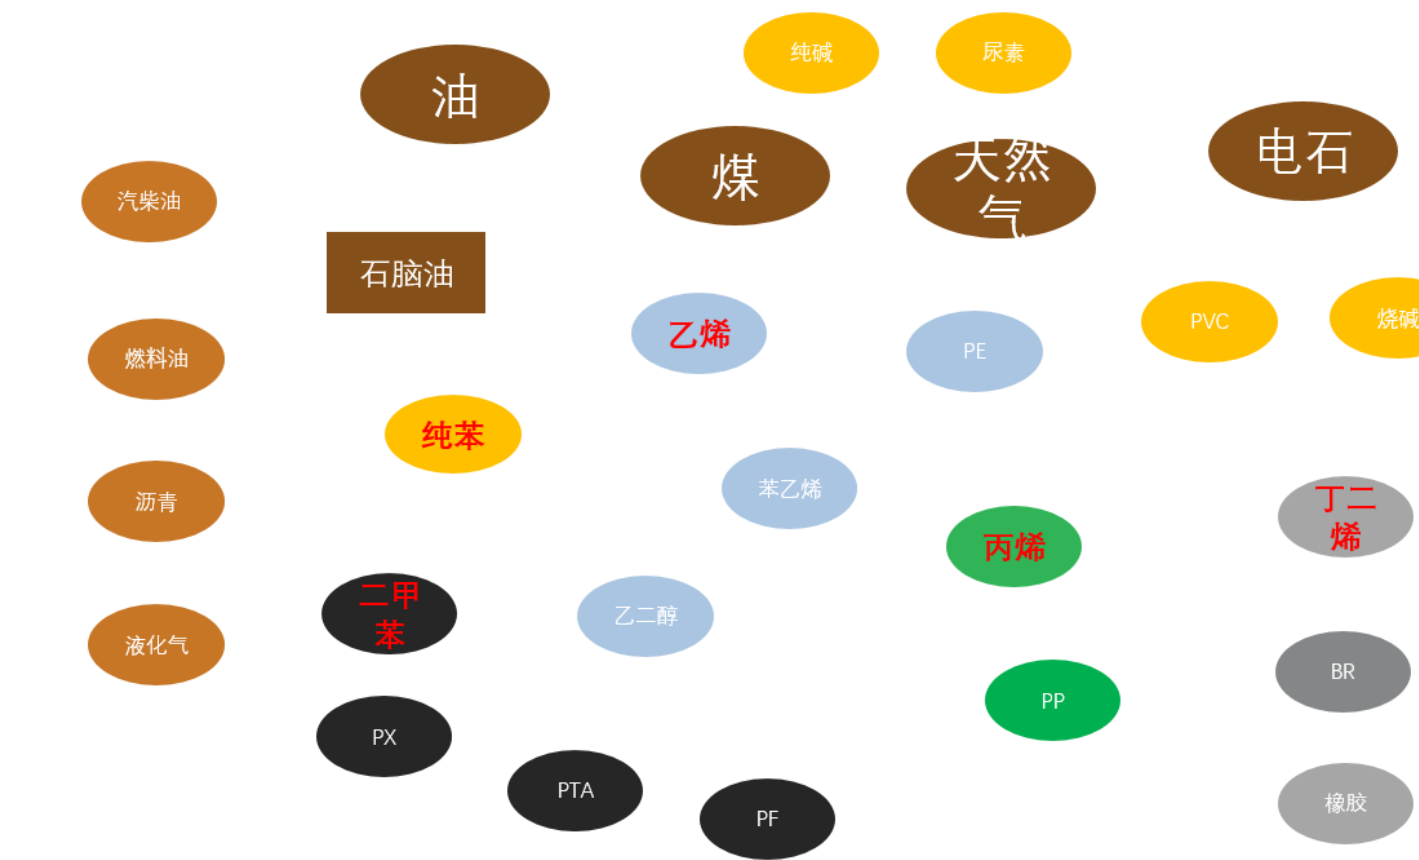 纯碱
尿素
油
煤
天然
气
电石
汽柴油
石脑油
乙烯
PE
PVC
烧碱
燃料油
纯苯
苯乙烯
沥青
丙烯
丁二
烯
二甲
苯
乙二醇
液化气
BR
PP
PX
PTA
PF
橡胶